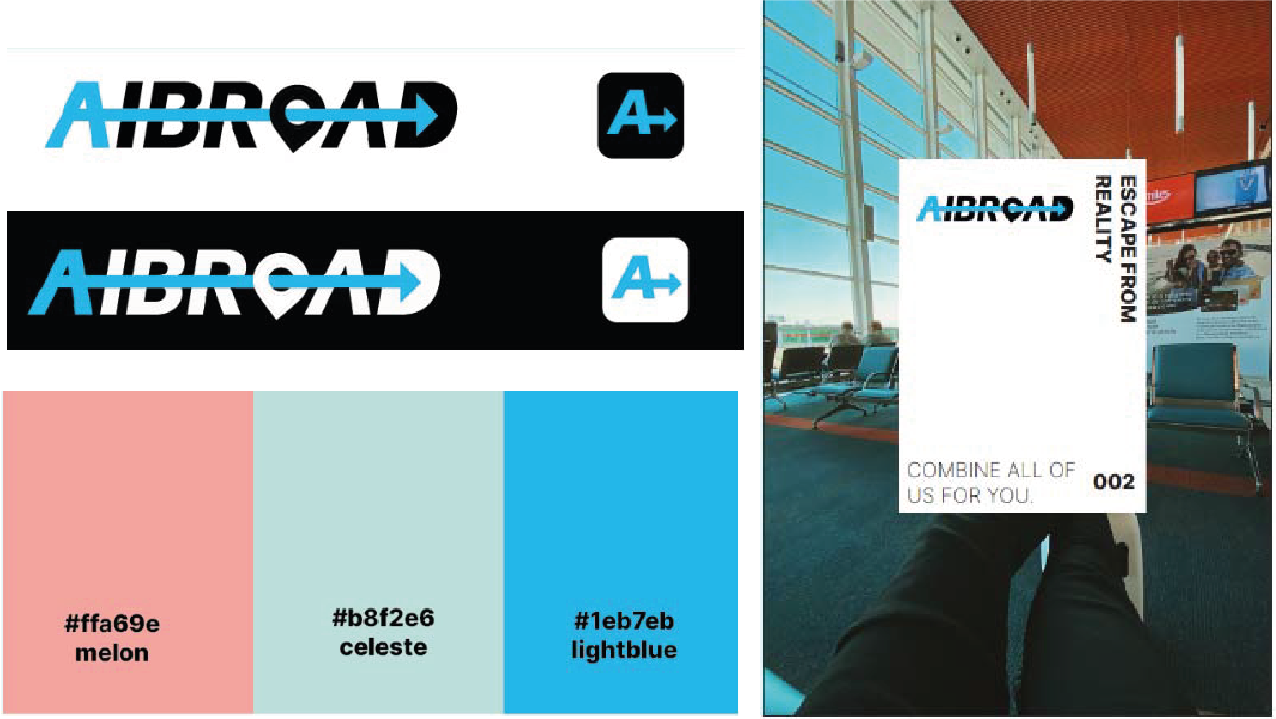 AIBROAD
A
AIBROAD
A
#ffa69e
melon
#b8f2e6
celeste
#1eb7eb
lightblue
AIBROAD
ESCAPE FROM
REALITY
COMBINE ALL OF
US FOR YOU.
002